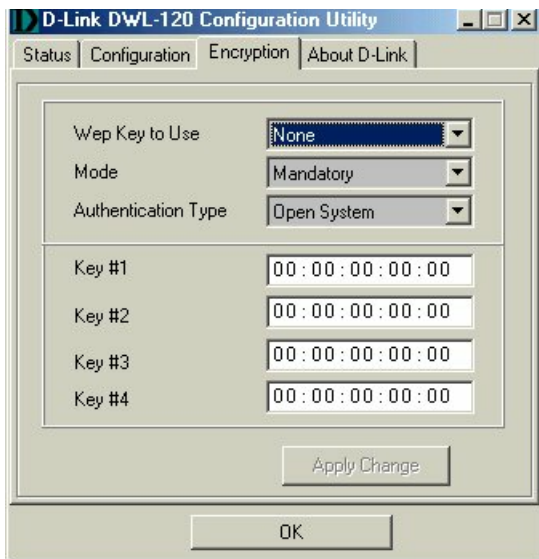 D-Link DWL-120 Configuration Utility
Status Configuration Encryption About D-Link
Wep Key to Use None
Mode Mandatory
Authentication Type Open System
Key #1 00:00:00:00:00
Key #2 00:00:00:00:00
Key #3 00:00:00:00:00
Key #4 00:00:00:00:00
Apply Change
OK